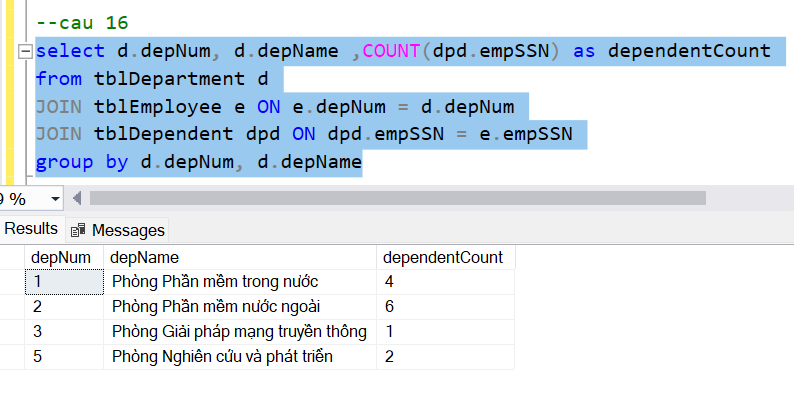 --cau 16
select d.depNum, d.depName ,COUNT(dpd.empSSN) as dependentCount
from tblDepartment d
JOIN tblEmployee e ON e.depNum = d.depNum
JOIN tblDependent dpd ON dpd.empSSN = e.empSSN
group by d.depNum, d.depName
9 %
Results Messages
depNum depName dependentCount
1 Phòng Phần mềm trong nước 4
2 Phòng Phần mềm nước ngoài 6
3 Phòng Giải pháp mạng truyền thông 1
5 Phòng Nghiên cứu và phát triển 2